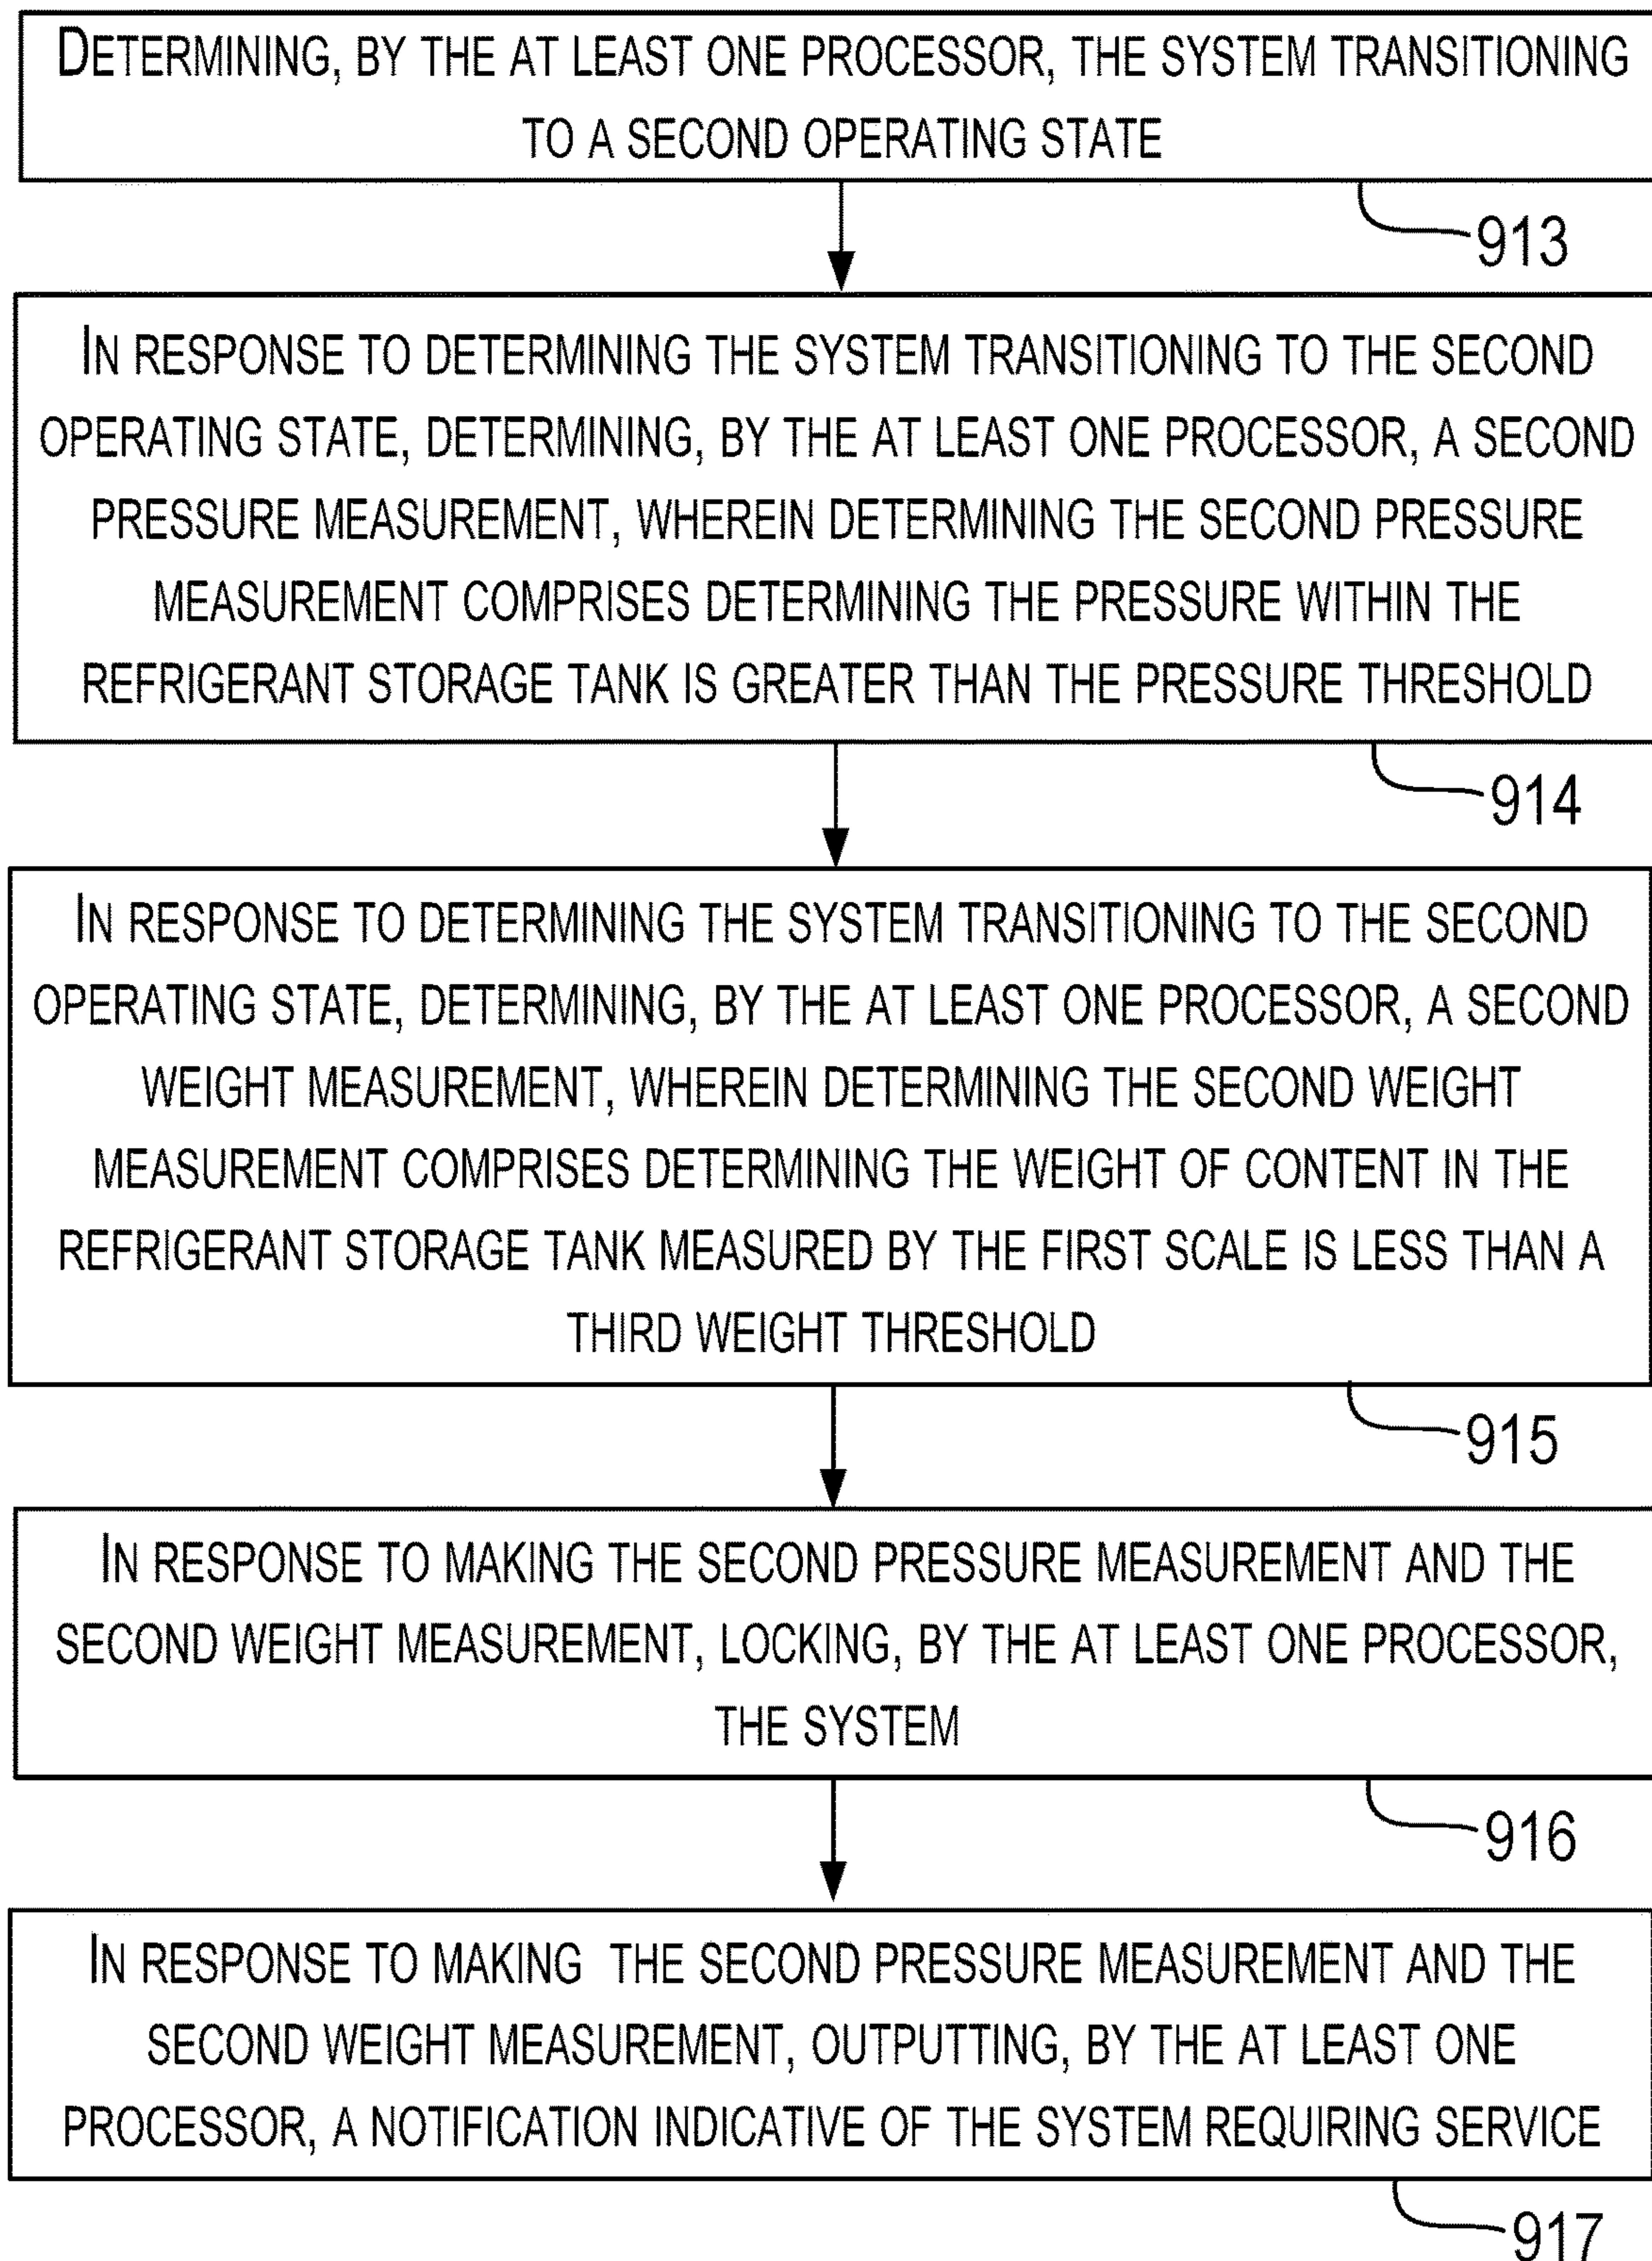 DETERMINING, BY THE AT LEAST ONE PROCESSOR, THE SYSTEM TRANSITIONING
TO A SECOND OPERATING STATE
913
IN RESPONSE TO DETERMINING THE SYSTEM TRANSITIONING TO THE SECOND
OPERATING STATE, DETERMINING, BY THE AT LEAST ONE PROCESSOR, A SECOND
PRESSURE MEASUREMENT, WHEREIN DETERMINING THE SECOND PRESSURE
MEASUREMENT COMPRISES DETERMINING THE PRESSURE WITHIN THE
REFRIGERANT STORAGE TANK IS GREATER THAN THE PRESSURE THRESHOLD
914
IN RESPONSE TO DETERMINING THE SYSTEM TRANSITIONING TO THE SECOND
OPERATING STATE, DETERMINING, BY THE AT LEAST ONE PROCESSOR, A SECOND
WEIGHT MEASUREMENT, WHEREIN DETERMINING THE SECOND WEIGHT
MEASUREMENT COMPRISES DETERMINING THE WEIGHT OF CONTENT IN THE
REFRIGERANT STORAGE TANK MEASURED BY THE FIRST SCALE IS LESS THAN A
THIRD WEIGHT THRESHOLD
915
IN RESPONSE TO MAKING THE SECOND PRESSURE MEASUREMENT AND THE
SECOND WEIGHT MEASUREMENT, LOCKING, BY THE AT LEAST ONE PROCESSOR,
THE SYSTEM
916
IN RESPONSE TO MAKING THE SECOND PRESSURE MEASUREMENT AND THE
SECOND WEIGHT MEASUREMENT, OUTPUTTING, BY THE AT LEAST ONE
PROCESSOR, A NOTIFICATION INDICATIVE OF THE SYSTEM REQUIRING SERVICE
917